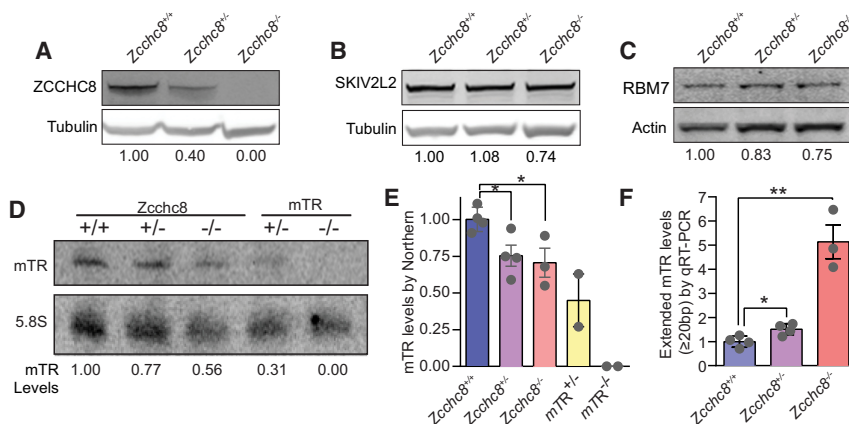 A
Zcchc8+/+
Zcchc8+/-
Zcchc8-/-
ZCCHC8
Tubulin
1.00 0.40 0.00
B
Zcchc8+/+
Zcchc8+/-
Zcchc8-/-
SKIV2L2
Tubulin
1.00 1.08 0.74
C
Zcchc8+/+
Zcchc8+/-
Zcchc8-/-
RBM7
Actin
1.00 0.83 0.75
D
Zcchc8 mTR
+/+ +/- -/- +/- -/-
mTR
5.8S
mTR
Levels
1.00 0.77 0.56 0.31 0.00
E
mTR levels by Northern
1.00
0.75
0.50
0.25
0.00
* *
Zcchc8+/+
Zcchc8+/-
Zcchc8-/-
mTR+/-
mTR-/-
F
Extended mTR levels
(≥20bp) by qRT-PCR
7
6
5
4
3
2
1
0
**
*
Zcchc8+/+
Zcchc8+/-
Zcchc8-/-